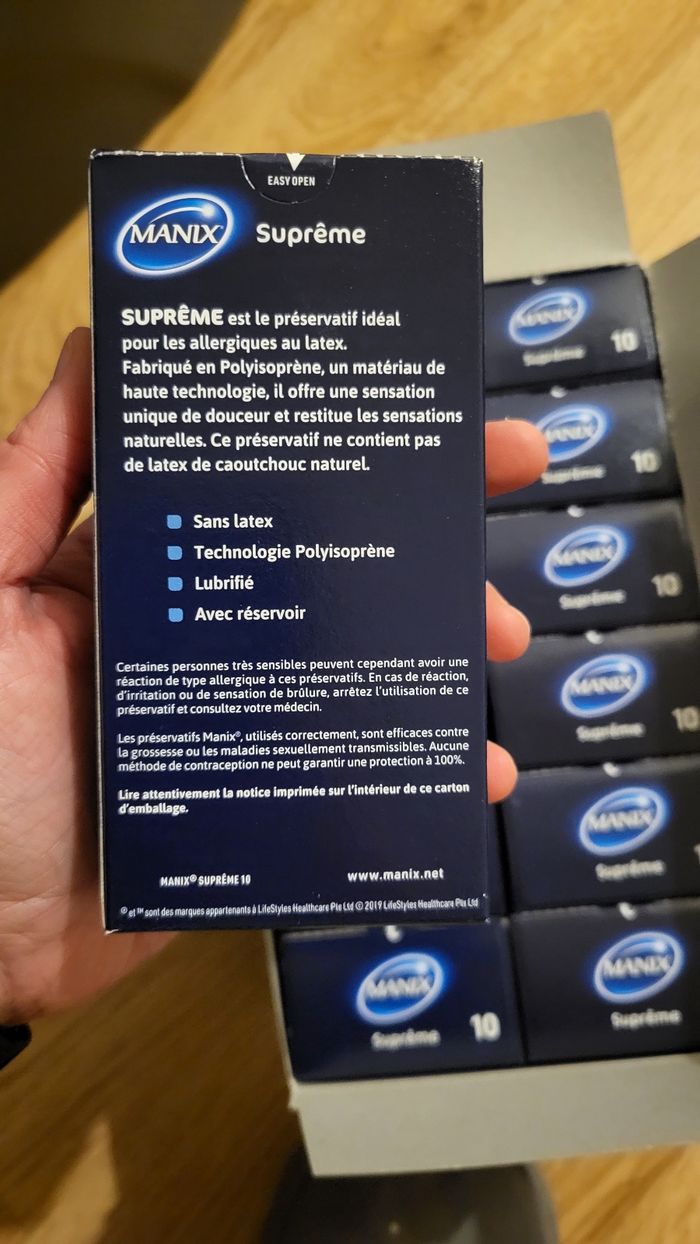 EASY OPEN
MANIX
Suprême
SUPRÊME est le préservatif idéal
pour les allergiques au latex.
Fabriqué en Polyisoprène, un matériau de
haute technologie, il offre une sensation
unique de douceur et restitue les sensations
naturelles. Ce préservatif ne contient pas
de latex de caoutchouc naturel.
Sans latex
Technologie Polyisoprène
Lubrifié
Avec réservoir
Certaines personnes très sensibles peuvent cependant avoir une
réaction de type allergique à ces préservatifs. En cas de réaction,
d'irritation ou de sensation de brûlure, arrêtez l'utilisation de ce
préservatif et consultez votre médecin.
Les préservatifs Manix®, utilisés correctement, sont efficaces contre
la grossesse ou les maladies sexuellement transmissibles. Aucune
méthode de contraception ne peut garantir une protection à 100%.
Lire attentivement la notice imprimée sur l'intérieur de ce carton
d'emballage.
MANIX® SUPRÊME 10
www.manix.net
® et ™ sont des marques appartenants à LifeStyles Healthcare Pte Ltd © 2019 LifeStyles Healthcare Pte Ltd
MANIX
Suprême 10
MANIX
Suprême 10
MANIX
Suprême 10
MANIX
Suprême 10
MANIX
Suprême
MANIX
Suprême 10
MANIX
Suprême